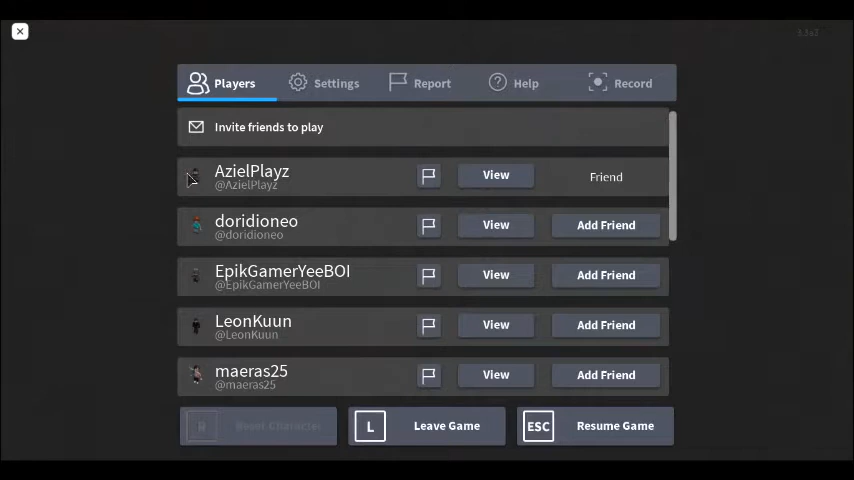 Players Settings Report Help Record
Invite friends to play
AzielPlayz
@AzielPlayz
View Friend
doridioneo
@doridioneo
View Add Friend
EpikGamerYeeBOI
@EpikGamerYeeBOI
View Add Friend
LeonKuun
@LeonKuun
View Add Friend
maeras25
@maeras25
View Add Friend
Reset Character L Leave Game ESC Resume Game